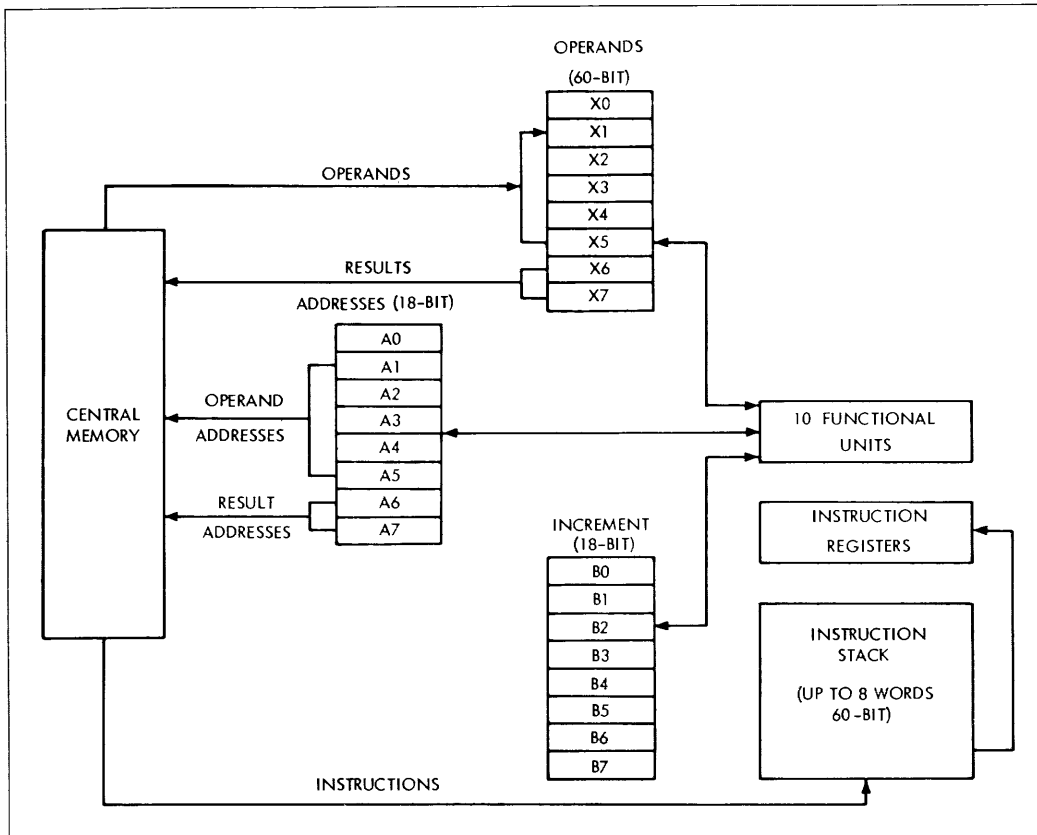 OPERANDS
(60-BIT)
X0
X1
X2
X3
X4
X5
X6
X7
OPERANDS
RESULTS
ADDRESSES (18-BIT)
A0
A1
A2
A3
A4
A5
A6
A7
CENTRAL
MEMORY
OPERAND
ADDRESSES
RESULT
ADDRESSES
10 FUNCTIONAL
UNITS
INSTRUCTION
REGISTERS
INCREMENT
(18-BIT)
B0
B1
B2
B3
B4
B5
B6
B7
INSTRUCTION
STACK
(UP TO 8 WORDS
60-BIT)
INSTRUCTIONS